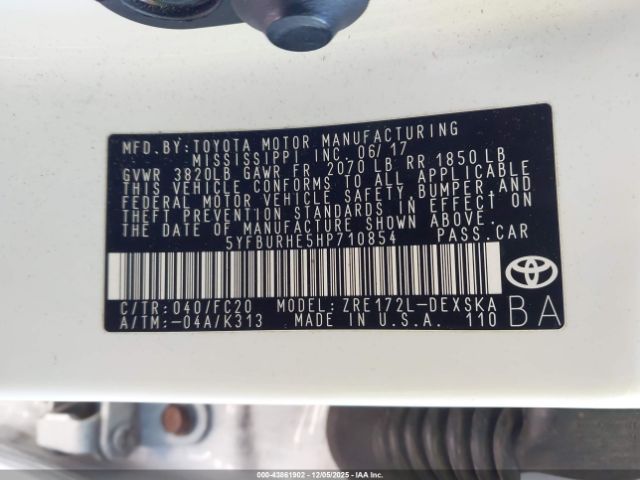 MFD. BY: TOYOTA MOTOR MANUFACTURING
MISSISSIPPI INC. 06/17
GVWR 3820LB GAWR FR 2070 LB RR 1850 LB
THIS VEHICLE CONFORMS TO ALL APPLICABLE
FEDERAL MOTOR VEHICLE SAFETY, BUMPER, AND
THEFT PREVENTION STANDARDS IN EFFECT ON
THE DATE OF MANUFACTURE SHOWN ABOVE.
5YFBURHE5HP710854 PASS. CAR
C/TR: 040/FC20 MODEL: ZRE172L-DEXSKA
A/TM: -04A/K313 MADE IN U.S.A. 110
BA
000-43861902 | 12/05/2025 | IAA Inc.